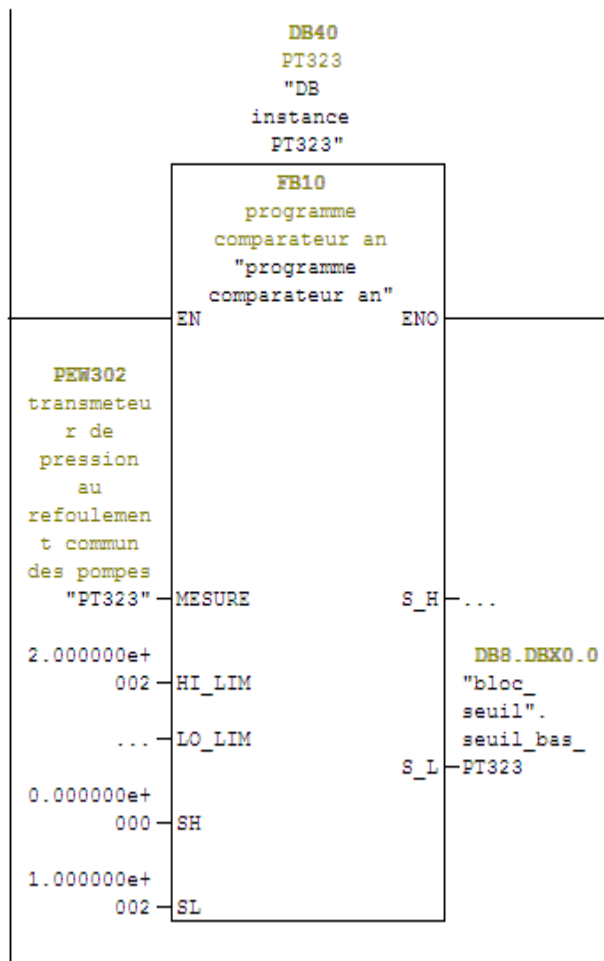 DB40
PT323
"DB
instance
PT323"
FB10
programme
comparateur an
"programme
comparateur an"
EN ENO
PEW302
transmeteu
r de
pression
au
refoulemen
t commun
des pompes
"PT323" MESURE S_H ...
2.000000e+
002 HI_LIM
... LO_LIM
DB8.DBX0.0
"bloc_
seuil".
seuil_bas_
S_L PT323
0.000000e+
000 SH
1.000000e+
002 SL